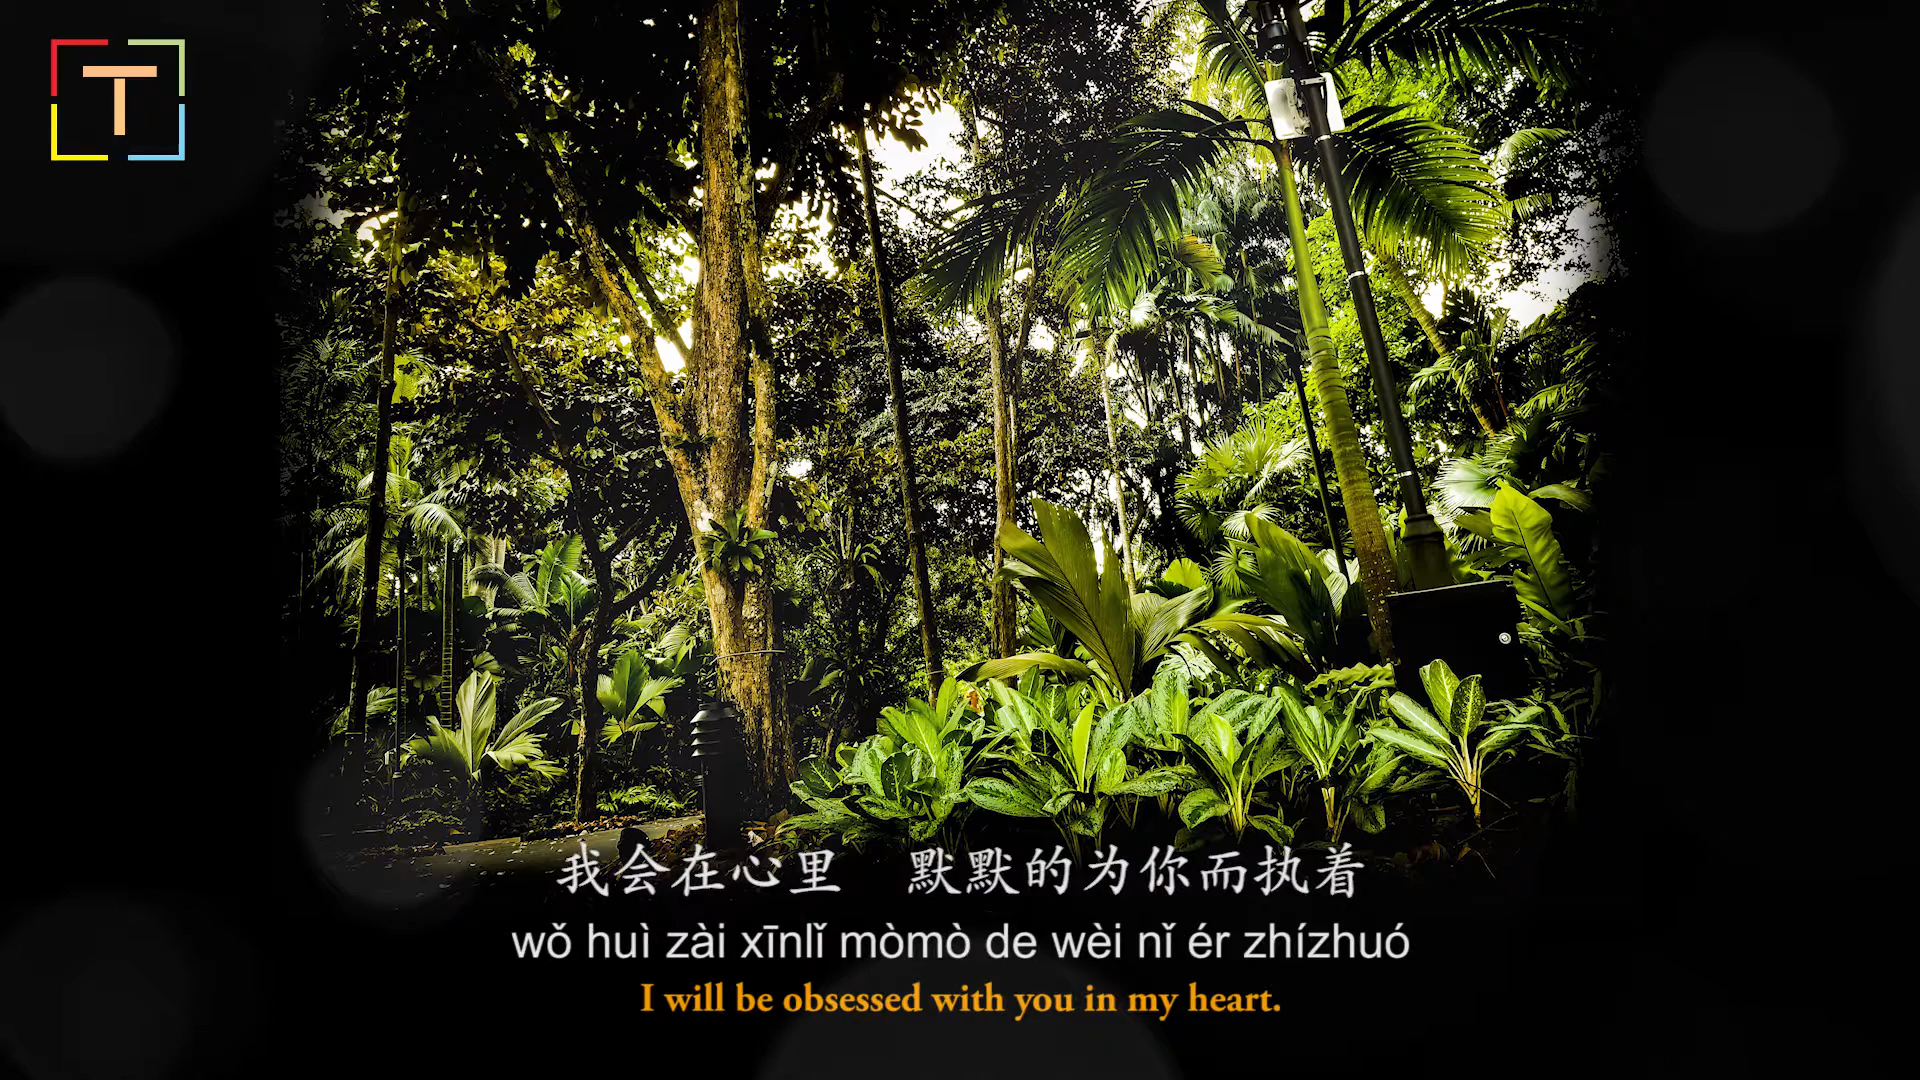 T
我会在心里 默默的为你而执着
wǒ huì zài xīnlǐ mòmò de wèi nǐ ér zhízhuó
I will be obsessed with you in my heart.